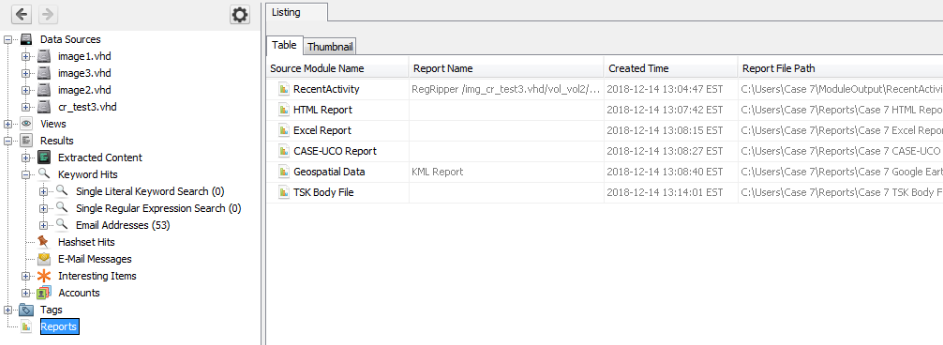 Listing
Data Sources
image1.vhd
image3.vhd
image2.vhd
cr_test3.vhd
Views
Results
Extracted Content
Keyword Hits
Single Literal Keyword Search (0)
Single Regular Expression Search (0)
Email Addresses (53)
Hashset Hits
E-Mail Messages
Interesting Items
Accounts
Tags
Reports
Table Thumbnail
Source Module Name Report Name Created Time Report File Path
RecentActivity RegRipper /img_cr_test3.vhd/vol_vol2/... 2018-12-14 13:04:47 EST C:\Users\Case 7\ModuleOutput\RecentActivi
HTML Report 2018-12-14 13:07:42 EST C:\Users\Case 7\Reports\Case 7 HTML Repo
Excel Report 2018-12-14 13:08:15 EST C:\Users\Case 7\Reports\Case 7 Excel Repor
CASE-UCO Report 2018-12-14 13:08:27 EST C:\Users\Case 7\Reports\Case 7 CASE-UCO
Geospatial Data KML Report 2018-12-14 13:08:40 EST C:\Users\Case 7\Reports\Case 7 Google Eart
TSK Body File 2018-12-14 13:14:01 EST C:\Users\Case 7\Reports\Case 7 TSK Body F